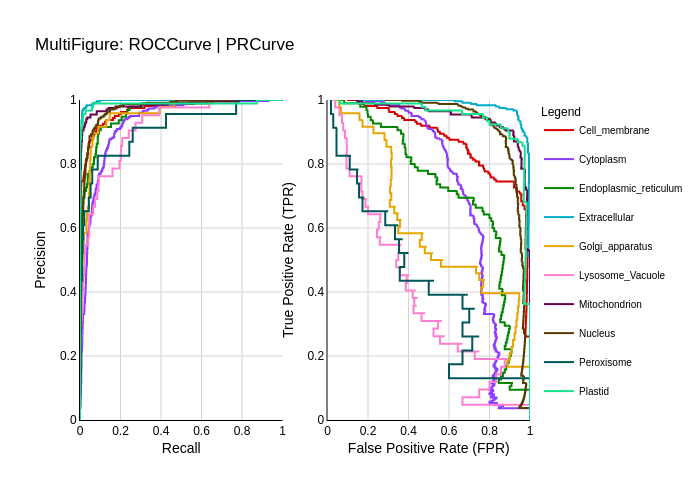 MultiFigure: ROCCurve | PRCurve
Precision
1
0.8
0.6
0.4
0.2
0
0 0.2 0.4 0.6 0.8 1
Recall
True Positive Rate (TPR)
1
0.8
0.6
0.4
0.2
0
0 0.2 0.4 0.6 0.8 1
False Positive Rate (FPR)
Legend
Cell_membrane
Cytoplasm
Endoplasmic_reticulum
Extracellular
Golgi_apparatus
Lysosome_Vacuole
Mitochondrion
Nucleus
Peroxisome
Plastid